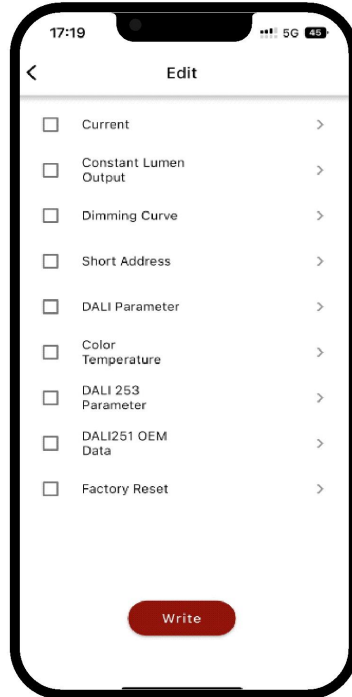 17:19
5G 45
Edit
Current
Constant Lumen
Output
Dimming Curve
Short Address
DALI Parameter
Color
Temperature
DALI 253
Parameter
DALI251 OEM
Data
Factory Reset
Write